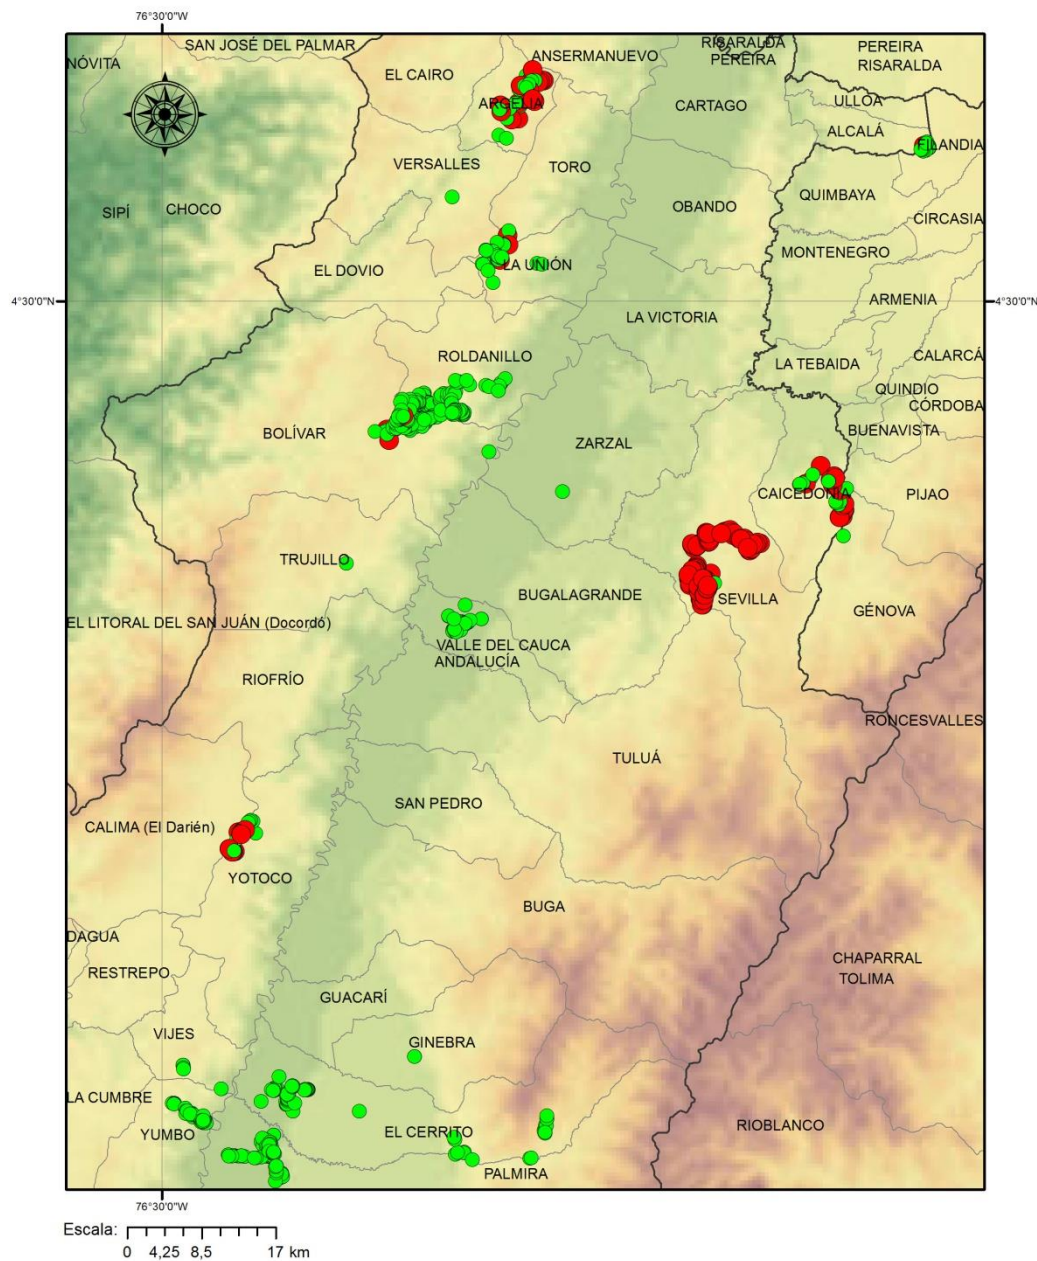 76°30'0"W
SAN JOSÉ DEL PALMAR
ANSERMANUEVO
RISARALDA
PEREIRA
PEREIRA
RISARALDA
NÓVITA
EL CAIRO
ARGELIA
CARTAGO
ULLOA
ALCALÁ
FILANDIA
VERSALLES
TORO
QUIMBAYA
SIPÍ
CHOCO
OBANDO
CIRCASIA
MONTENEGRO
EL DOVIO
LA UNIÓN
4°30'0"N
4°30'0"N
ARMENIA
LA VICTORIA
ROLDANILLO
LA TEBAIDA
CALARCÁ
QUINDIO
CÓRDOBA
BOLÍVAR
ZARZAL
BUENAVISTA
CAICEDONIA
PIJAO
TRUJILLO
BUGALAGRANDE
SEVILLA
GÉNOVA
EL LITORAL DEL SAN JUÁN (Docordó)
VALLE DEL CAUCA
ANDALUCÍA
RIOFRÍO
RONCESVALLES
TULUÁ
SAN PEDRO
CALIMA (El Darién)
YOTOCO
BUGA
DAGUA
RESTREPO
CHAPARRAL
TOLIMA
GUACARÍ
VIJES
GINEBRA
LA CUMBRE
YUMBO
EL CERRITO
RIOBLANCO
PALMIRA
76°30'0"W
Escala:
0 4,25 8,5 17 km